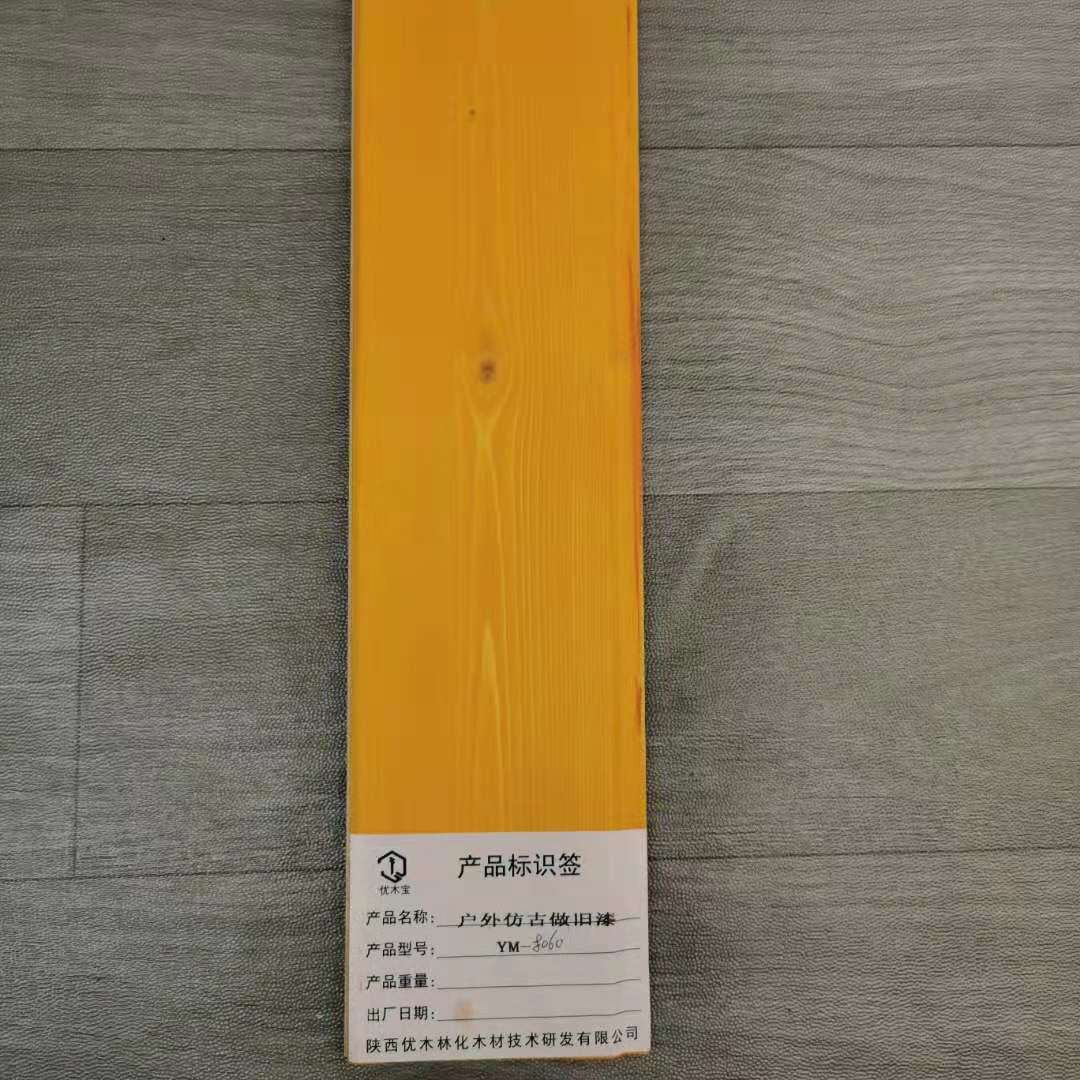 产品标识签
优木宝
产品名称: 户外仿古做旧漆
产品型号: YM-8060
产品重量:
出厂日期:
陕西优木林化木材技术研发有限公司